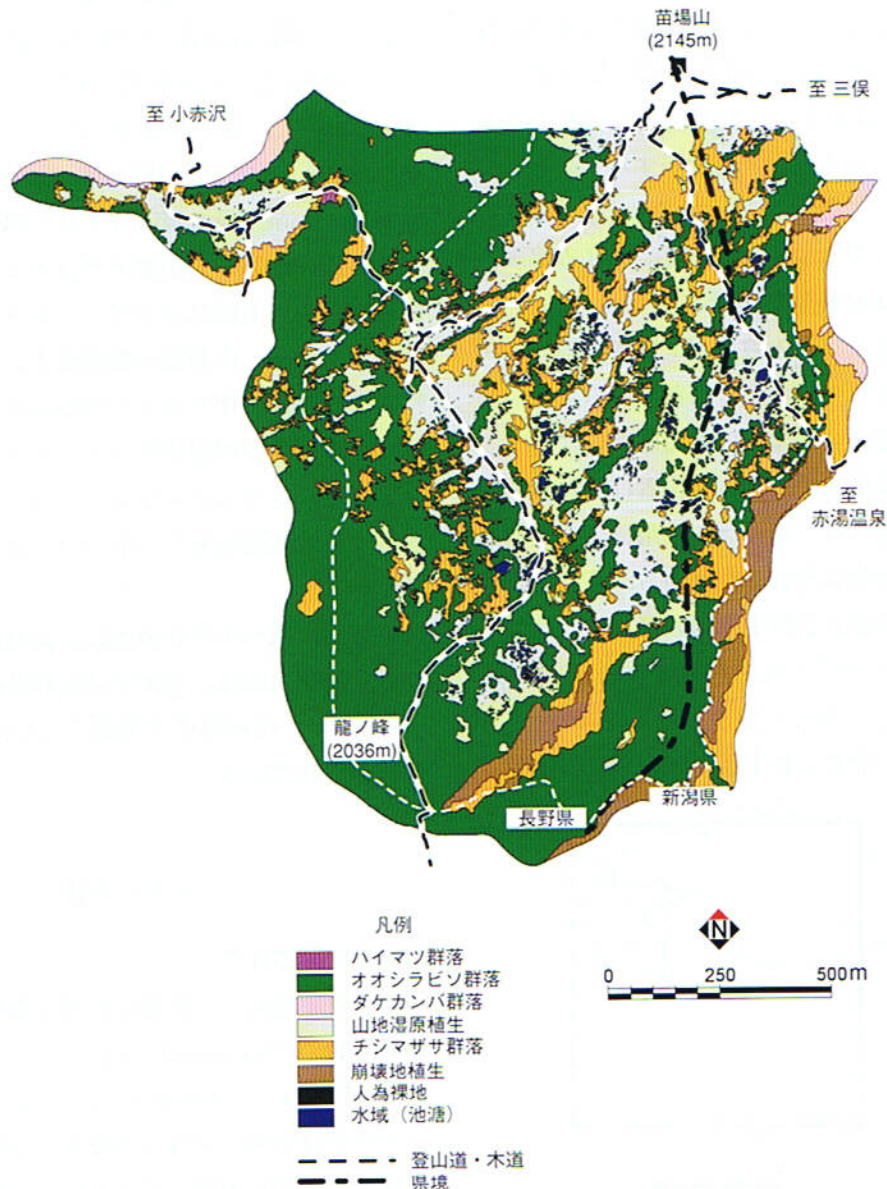 苗場山
(2145m)
至 三俣
至 小赤沢
至
赤湯温泉
龍ノ峰
(2036m)
長野県
新潟県
凡例
ハイマツ群落
オオシラビソ群落
ダケカンバ群落
山地湿原植生
チシマザサ群落
崩壊地植生
人為裸地
水域（池溏）
登山道・木道
県境
N
0 250 500m